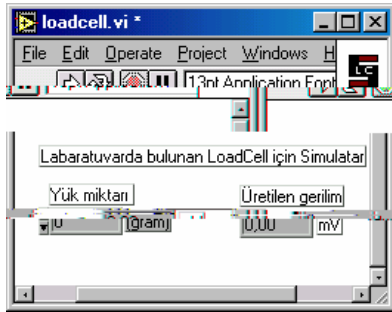 loadcell.vi *
File Edit Operate Project Windows H
13pt Application Font
LC
Labaratuvarda bulunan LoadCell için Simulatar
Yük miktarı Üretilen gerilim
0 (gram) 0,00 mV